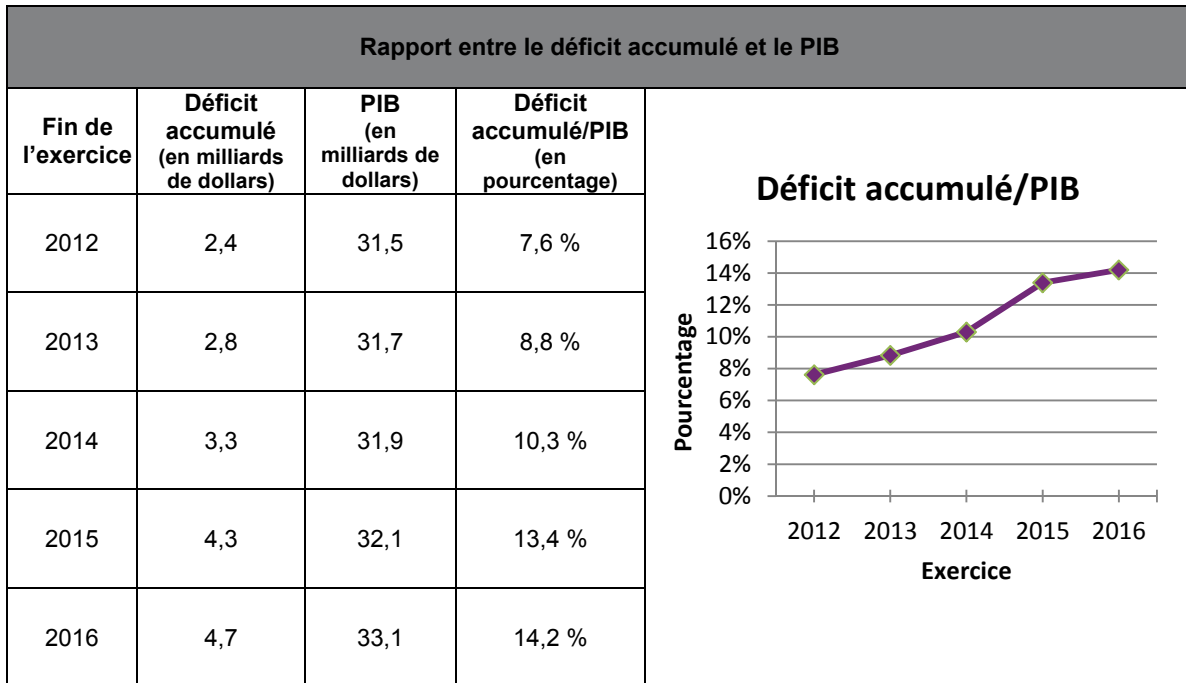 Rapport entre le déficit accumulé et le PIB
Fin de
l'exercice
Déficit
accumulé
(en milliards
de dollars)
PIB
(en
milliards de
dollars)
Déficit
accumulé/PIB
(en
pourcentage)
2012 2,4 31,5 7,6 %
2013 2,8 31,7 8,8 %
2014 3,3 31,9 10,3 %
2015 4,3 32,1 13,4 %
2016 4,7 33,1 14,2 %
Déficit accumulé/PIB
Pourcentage
16%
14%
12%
10%
8%
6%
4%
2%
0%
2012 2013 2014 2015 2016
Exercice